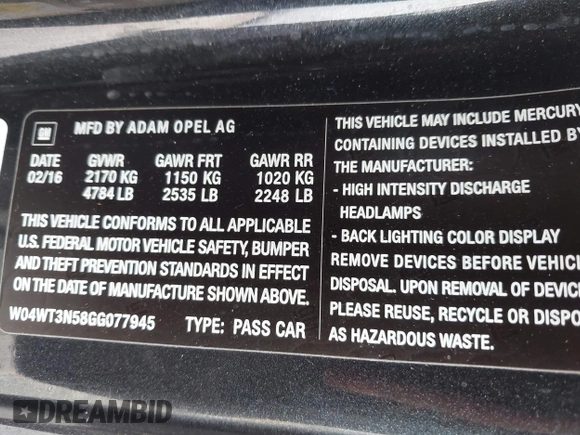 GM
MFD BY ADAM OPEL AG
DATE GVWR GAWR FRT GAWR RR
02/16 2170 KG 1150 KG 1020 KG
4784 LB 2535 LB 2248 LB
THIS VEHICLE CONFORMS TO ALL APPLICABLE
U.S. FEDERAL MOTOR VEHICLE SAFETY, BUMPER
AND THEFT PREVENTION STANDARDS IN EFFECT
ON THE DATE OF MANUFACTURE SHOWN ABOVE.
W04WT3N58GG077945 TYPE: PASS CAR
THIS VEHICLE MAY INCLUDE MERCURY
CONTAINING DEVICES INSTALLED BY
THE MANUFACTURER:
- HIGH INTENSITY DISCHARGE
HEADLAMPS
- BACK LIGHTING COLOR DISPLAY
REMOVE DEVICES BEFORE VEHIC
DISPOSAL. UPON REMOVAL OF DEVIC
PLEASE REUSE, RECYCLE OR DISPO
AS HAZARDOUS WASTE.
DREAMBID